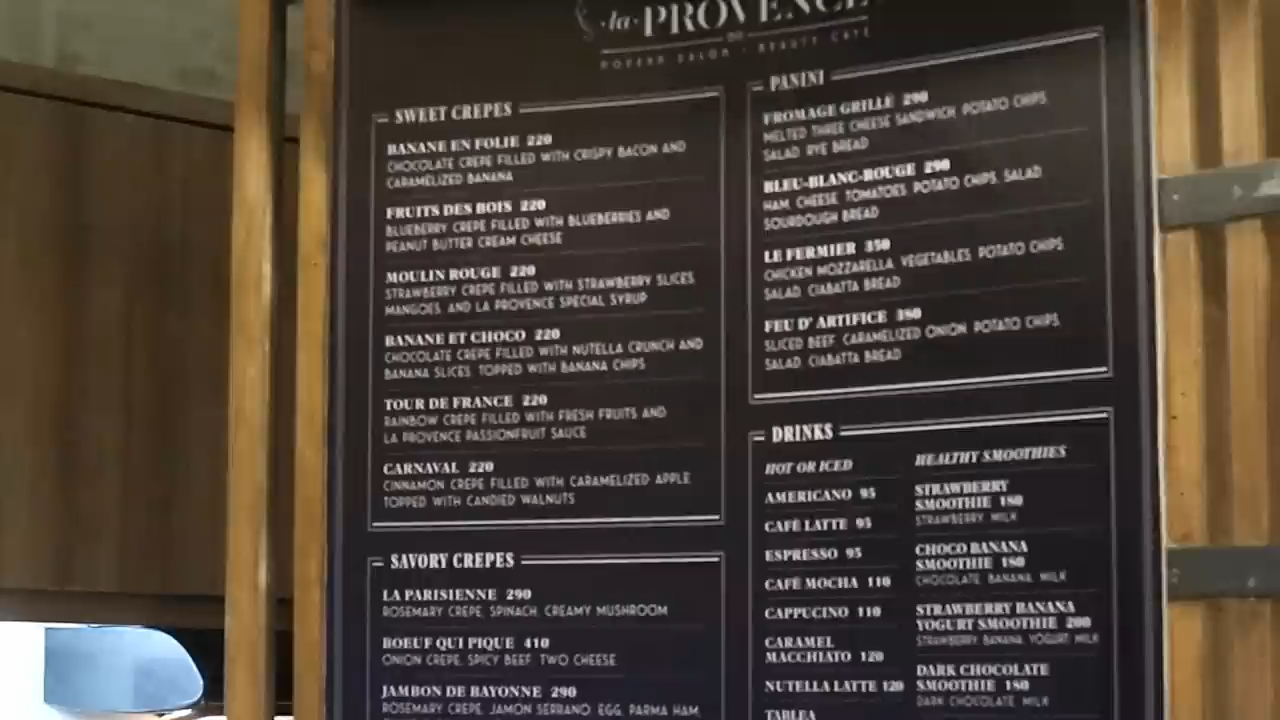 la PROVENCE
MODERN SALON · BEAUTY CAFE
SWEET CREPES
BANANE EN FOLIE 220
CHOCOLATE CREPE FILLED WITH CRISPY BACON AND
CARAMELIZED BANANA
FRUITS DES BOIS 220
BLUEBERRY CREPE FILLED WITH BLUEBERRIES AND
PEANUT BUTTER CREAM CHEESE
MOULIN ROUGE 220
STRAWBERRY CREPE FILLED WITH STRAWBERRY SLICES,
MANGOES, AND LA PROVENCE SPECIAL SYRUP
BANANE ET CHOCO 220
CHOCOLATE CREPE FILLED WITH NUTELLA CRUNCH AND
BANANA SLICES, TOPPED WITH BANANA CHIPS
TOUR DE FRANCE 220
RAINBOW CREPE FILLED WITH FRESH FRUITS AND
LA PROVENCE PASSIONFRUIT SAUCE
CARNAVAL 220
CINNAMON CREPE FILLED WITH CARAMELIZED APPLE
TOPPED WITH CANDIED WALNUTS
SAVORY CREPES
LA PARISIENNE 290
ROSEMARY CREPE, SPINACH, CREAMY MUSHROOM
BOEUF QUI PIQUE 410
ONION CREPE, SPICY BEEF, TWO CHEESE
JAMBON DE BAYONNE 290
ROSEMARY CREPE, JAMON SERRANO, EGG, PARMA HAM,
PANINI
FROMAGE GRILLE 290
MELTED THREE CHEESE SANDWICH, POTATO CHIPS,
SALAD, RYE BREAD
BLEU-BLANC-ROUGE 290
HAM, CHEESE, TOMATOES, POTATO CHIPS, SALAD,
SOURDOUGH BREAD
LE FERMIER 350
CHICKEN MOZZARELLA, VEGETABLES, POTATO CHIPS,
SALAD, CIABATTA BREAD
FEU D' ARTIFICE 380
SLICED BEEF, CARAMELIZED ONION, POTATO CHIPS,
SALAD, CIABATTA BREAD
DRINKS
HOT OR ICED
AMERICANO 95
CAFÉ LATTE 95
ESPRESSO 95
CAFÉ MOCHA 110
CAPPUCINO 110
CARAMEL
MACCHIATO 120
NUTELLA LATTE 120
TABLEA
HEALTHY SMOOTHIES
STRAWBERRY
SMOOTHIE 180
STRAWBERRY, MILK
CHOCO BANANA
SMOOTHIE 180
CHOCOLATE, BANANA, MILK
STRAWBERRY BANANA
YOGURT SMOOTHIE 200
STRAWBERRY, BANANA, YOGURT, MILK
DARK CHOCOLATE
SMOOTHIE 180
DARK CHOCOLATE, MILK